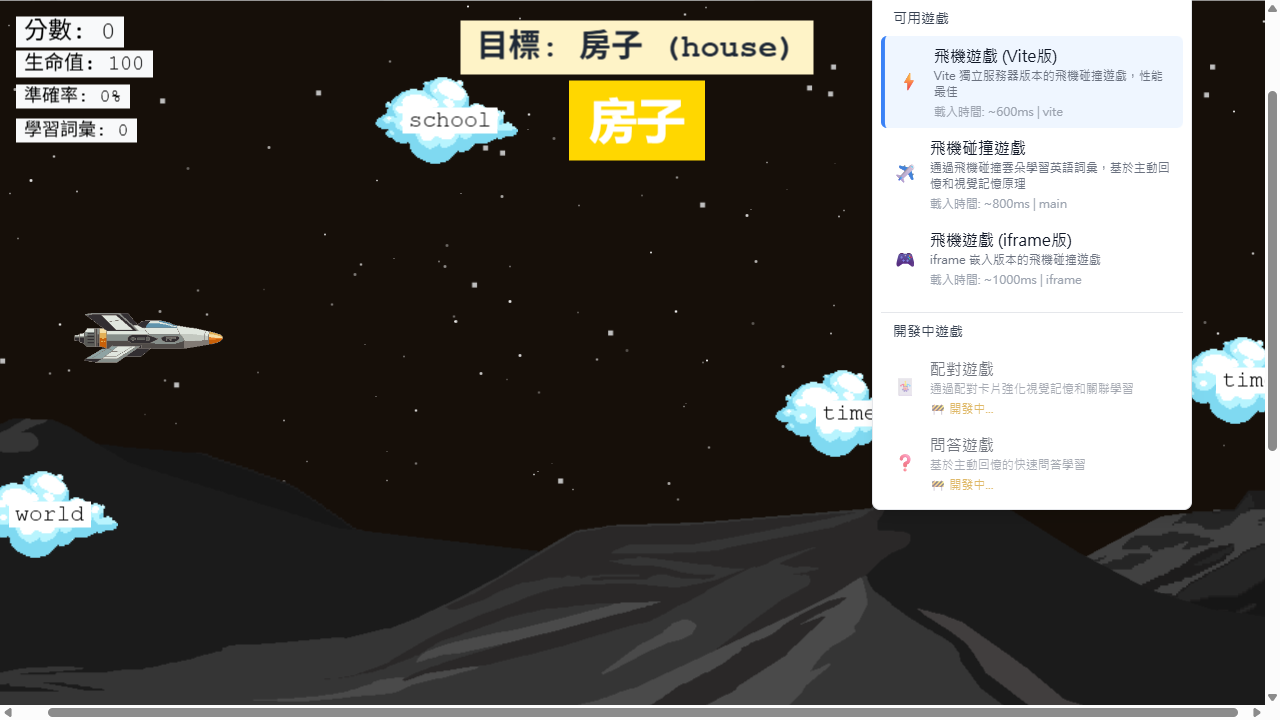 分數: 0
生命值: 100
準確率: 0%
學習詞彙: 0
目標: 房子 (house)
房子
school
time
tim
world
可用遊戲
飛機遊戲 (Vite版)
Vite 獨立服務器版本的飛機碰撞遊戲，性能
最佳
載入時間: ~600ms | vite
飛機碰撞遊戲
通過飛機碰撞雲朵學習英語詞彙，基於主動回
憶和視覺記憶原理
載入時間: ~800ms | main
飛機遊戲 (iframe版)
iframe 嵌入版本的飛機碰撞遊戲
載入時間: ~1000ms | iframe
開發中遊戲
配對遊戲
通過配對卡片強化視覺記憶和關聯學習
開發中...
問答遊戲
基於主動回憶的快速問答學習
開發中...